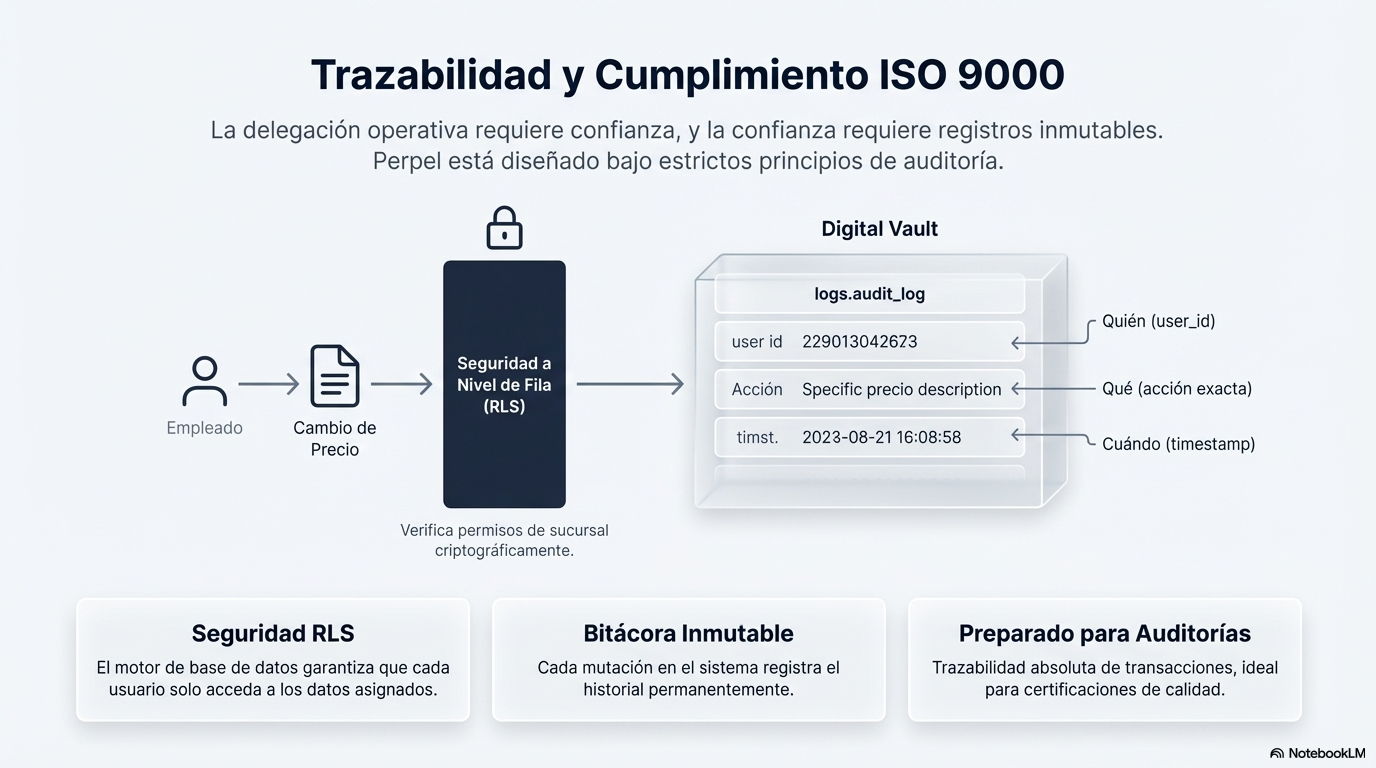 Trazabilidad y Cumplimiento ISO 9000
La delegación operativa requiere confianza, y la confianza requiere registros inmutables.
Perpel está diseñado bajo estrictos principios de auditoría.
Empleado
Cambio de
Precio
Seguridad a
Nivel de Fila
(RLS)
Verifica permisos de sucursal
criptográficamente.
Digital Vault
logs.audit_log
user id 229013042673
Acción Specific precio description
timst. 2023-08-21 16:08:58
Quién (user_id)
Qué (acción exacta)
Cuándo (timestamp)
Seguridad RLS
El motor de base de datos garantiza que cada
usuario solo acceda a los datos asignados.
Bitácora Inmutable
Cada mutación en el sistema registra el
historial permanentemente.
Preparado para Auditorías
Trazabilidad absoluta de transacciones, ideal
para certificaciones de calidad.
NotebookLM